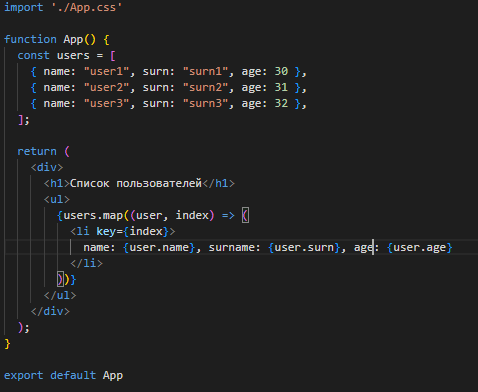 import './App.css'
function App() {
const users = [
{ name: "user1", surn: "surn1", age: 30 },
{ name: "user2", surn: "surn2", age: 31 },
{ name: "user3", surn: "surn3", age: 32 },
];
return (
<div>
<h1>Список пользователей</h1>
<ul>
{users.map((user, index) => (
<li key={index}>
name: {user.name}, surname: {user.surn}, age: {user.age}
</li>
))}
</ul>
</div>
);
}
export default App